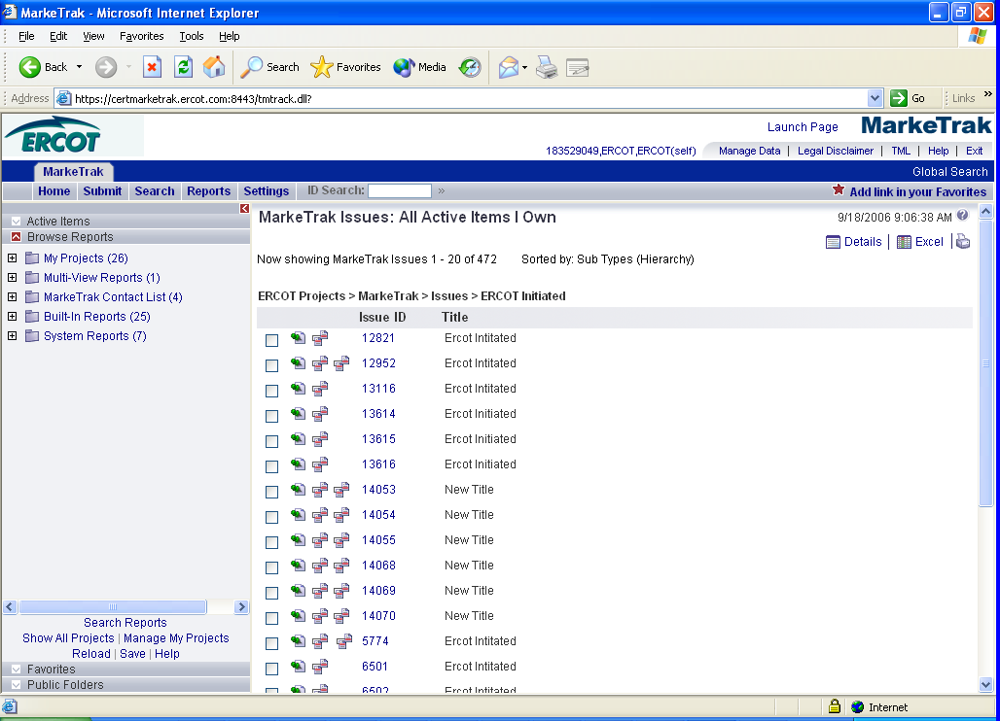 MarkeTrak - Microsoft Internet Explorer
File Edit View Favorites Tools Help
Back Search Favorites Media
Address https://certmarketrak.ercot.com:8443/tmtrack.dll? Go Links »
ERCOT Launch Page MarkeTrak
183529049,ERCOT,ERCOT(self) Manage Data | Legal Disclaimer | TML | Help | Exit
MarkeTrak Global Search
Home Submit Search Reports Settings ID Search: » Add link in your Favorites
Active Items
Browse Reports
My Projects (26)
Multi-View Reports (1)
MarkeTrak Contact List (4)
Built-In Reports (25)
System Reports (7)
Search Reports
Show All Projects | Manage My Projects
Reload | Save | Help
Favorites
Public Folders
MarkeTrak Issues: All Active Items I Own 9/18/2006 9:06:38 AM
Details | Excel |
Now showing MarkeTrak Issues 1 - 20 of 472 Sorted by: Sub Types (Hierarchy)
ERCOT Projects > MarkeTrak > Issues > ERCOT Initiated
Issue ID Title
12821 Ercot Intitated
12952 Ercot Intitated
13116 Ercot Intitated
13614 Ercot Initiated
13615 Ercot Initiated
13616 Ercot Initiated
14053 New Title
14054 New Title
14055 New Title
14068 New Title
14069 New Title
14070 New Title
5774 Ercot Intitated
6501 Ercot Intitated
6502 Ercot Intitated
Internet